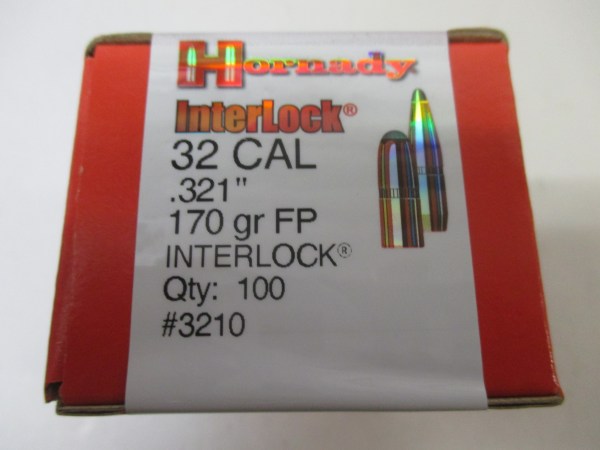 Hornady
InterLock®
32 CAL
.321"
170 gr FP
INTERLOCK®
Qty: 100
#3210